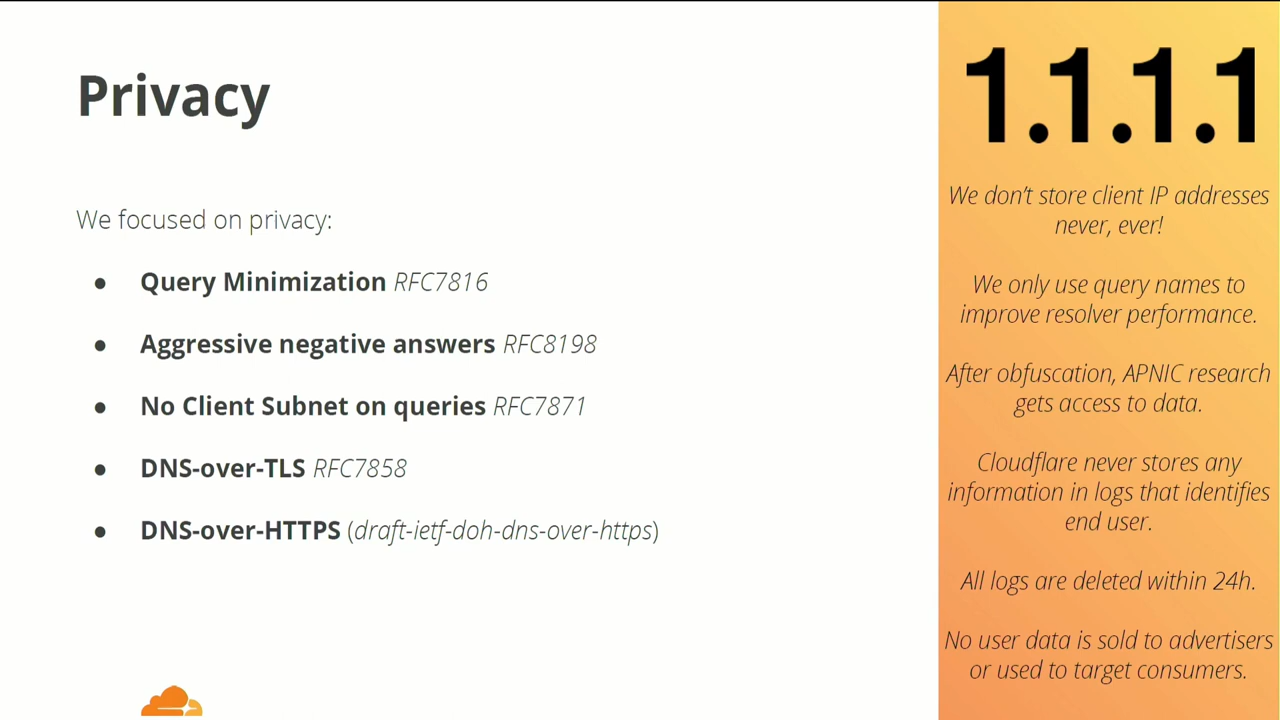 Privacy
We focused on privacy:
● Query Minimization RFC7816
● Aggressive negative answers RFC8198
● No Client Subnet on queries RFC7871
● DNS-over-TLS RFC7858
● DNS-over-HTTPS (draft-ietf-doh-dns-over-https)
1.1.1.1
We don't store client IP addresses
never, ever!
We only use query names to
improve resolver performance.
After obfuscation, APNIC research
gets access to data.
Cloudflare never stores any
information in logs that identifies
end user.
All logs are deleted within 24h.
No user data is sold to advertisers
or used to target consumers.